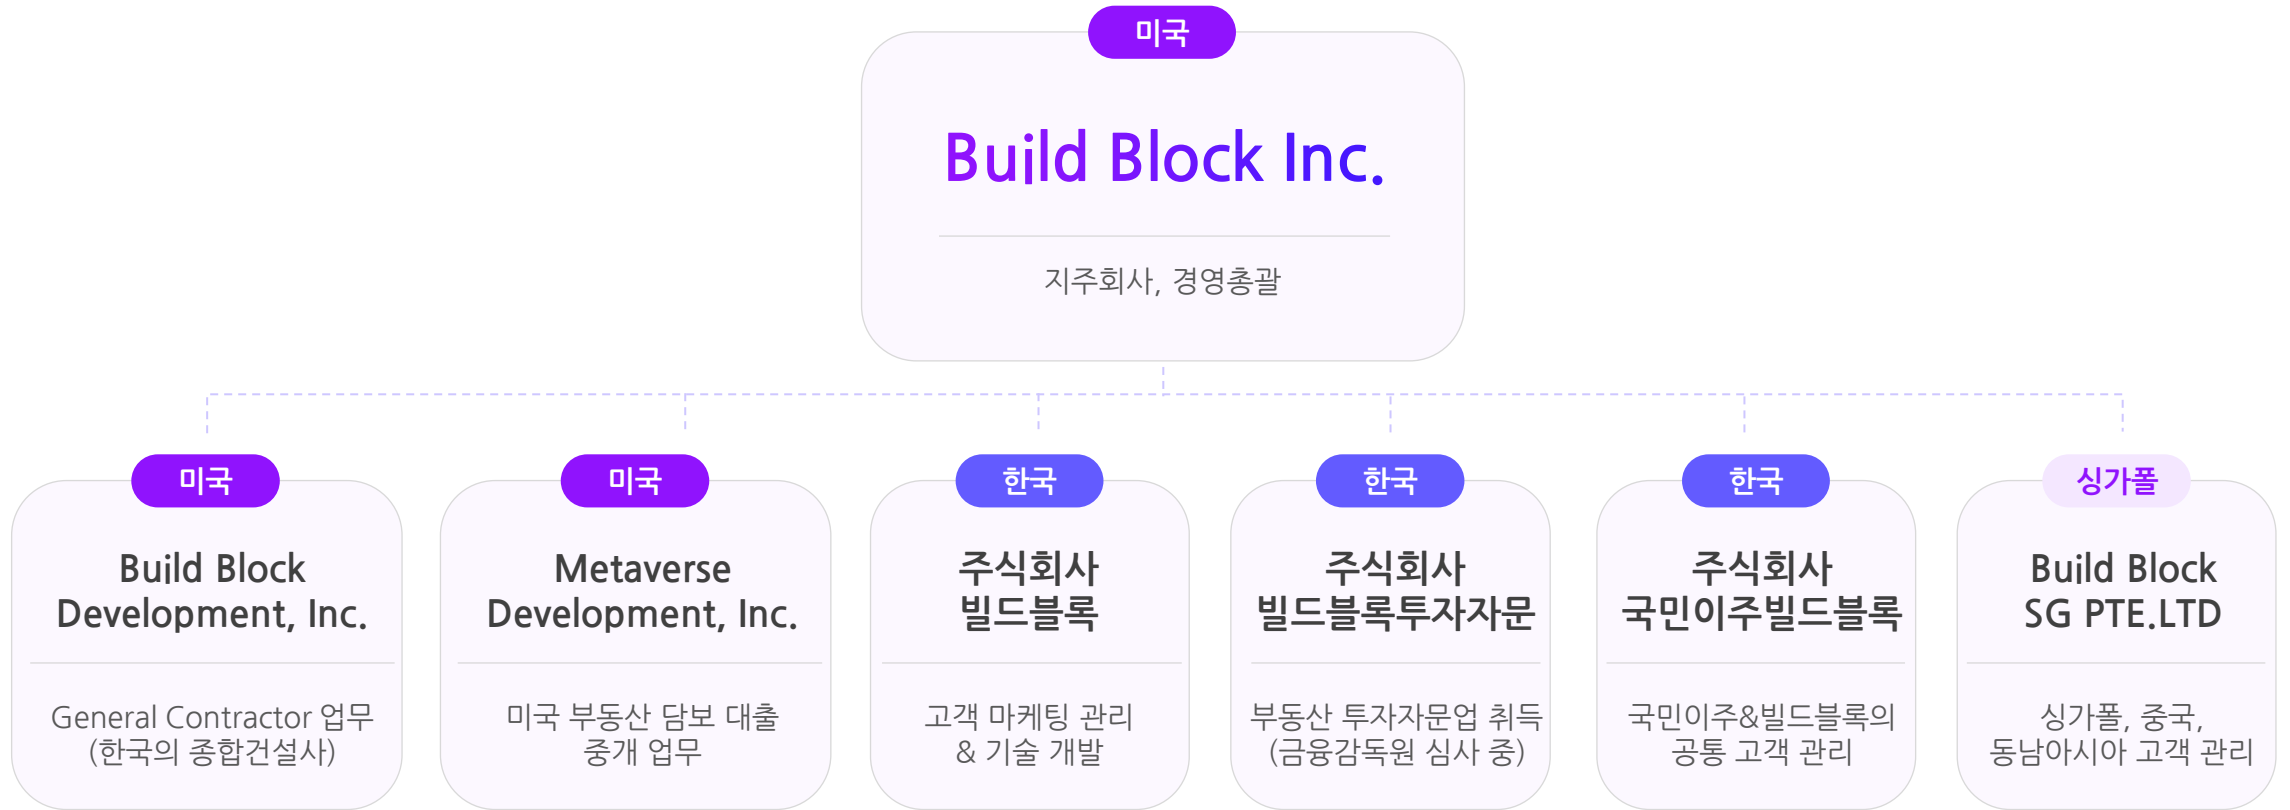 미국
Build Block Inc.
지주회사, 경영총괄
미국
Build Block
Development, Inc.
General Contractor 업무
(한국의 종합건설사)
미국
Metaverse
Development, Inc.
미국 부동산 담보 대출
중개 업무
한국
주식회사
빌드블록
고객 마케팅 관리
& 기술 개발
한국
주식회사
빌드블록투자자문
부동산 투자자문업 취득
(금융감독원 심사 중)
한국
주식회사
국민이주빌드블록
국민이주&빌드블록의
공통 고객 관리
싱가폴
Build Block
SG PTE.LTD
싱가폴, 중국,
동남아시아 고객 관리